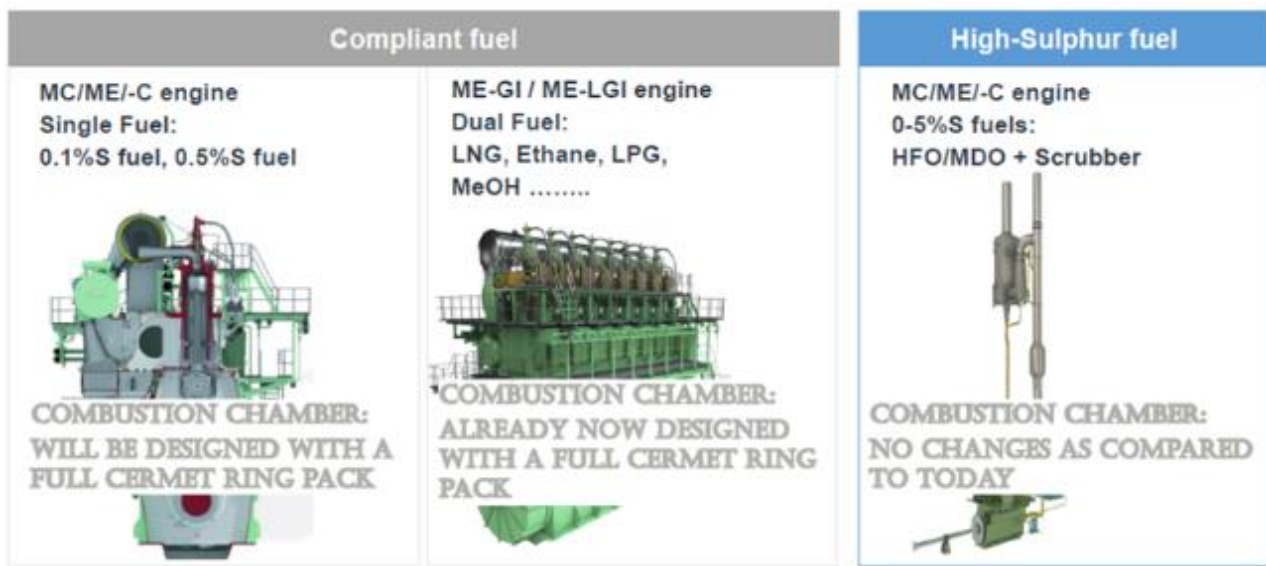 Compliant fuel
MC/ME/-C engine
Single Fuel:
0.1%S fuel, 0.5%S fuel
COMBUSTION CHAMBER:
WILL BE DESIGNED WITH A
FULL CERMET RING PACK
ME-GI / ME-LGI engine
Dual Fuel:
LNG, Ethane, LPG,
MeOH ........
COMBUSTION CHAMBER:
ALREADY NOW DESIGNED
WITH A FULL CERMET RING
PACK
High-Sulphur fuel
MC/ME/-C engine
0-5%S fuels:
HFO/MDO + Scrubber
COMBUSTION CHAMBER:
NO CHANGES AS COMPARED
TO TODAY